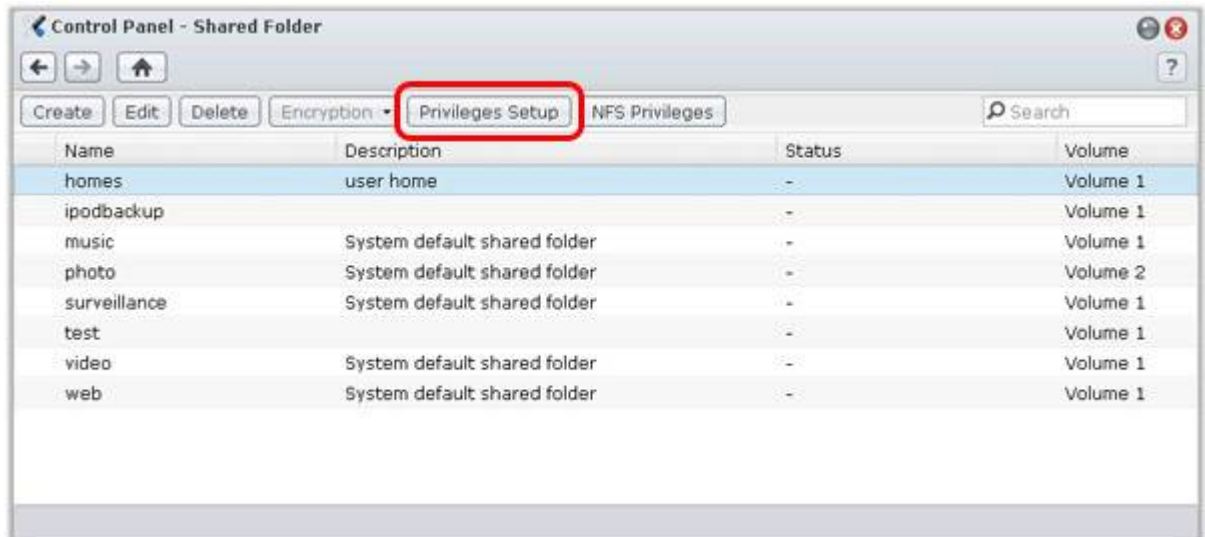 Control Panel - Shared Folder
?
Create Edit Delete Encryption Privileges Setup NFS Privileges Search
Name Description Status Volume
homes user home - Volume 1
ipodbackup - Volume 1
music System default shared folder - Volume 1
photo System default shared folder - Volume 2
surveillance System default shared folder - Volume 1
test - Volume 1
video System default shared folder - Volume 1
web System default shared folder - Volume 1